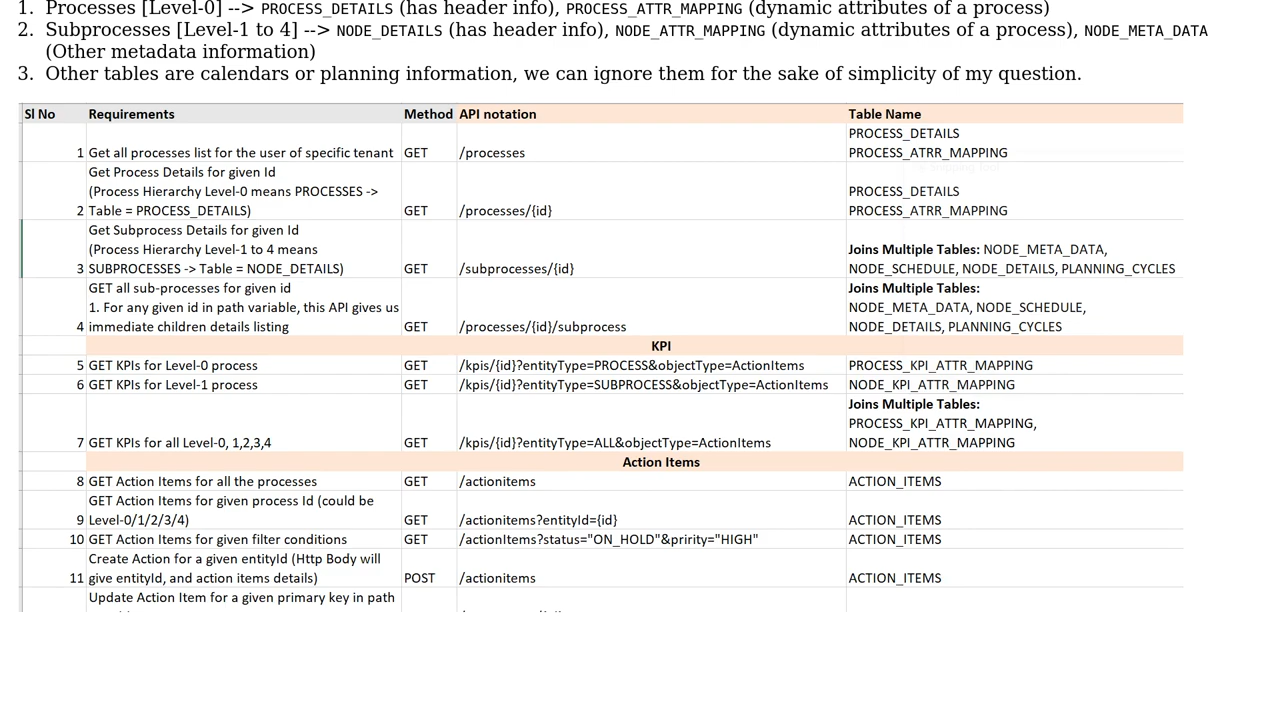 1. Processes [Level-0] --> PROCESS_DETAILS (has header info), PROCESS_ATTR_MAPPING (dynamic attributes of a process)
2. Subprocesses [Level-1 to 4] --> NODE_DETAILS (has header info), NODE_ATTR_MAPPING (dynamic attributes of a process), NODE_META_DATA
(Other metadata information)
3. Other tables are calendars or planning information, we can ignore them for the sake of simplicity of my question.
Sl No Requirements Method API notation Table Name
PROCESS_DETAILS
1 Get all processes list for the user of specific tenant GET /processes PROCESS_ATRR_MAPPING
Get Process Details for given Id
(Process Hierarchy Level-0 means PROCESSES -> PROCESS_DETAILS
2 Table = PROCESS_DETAILS) GET /processes/{id} PROCESS_ATRR_MAPPING
Get Subprocess Details for given Id
(Process Hierarchy Level-1 to 4 means Joins Multiple Tables: NODE_META_DATA,
3 SUBPROCESSES -> Table = NODE_DETAILS) GET /subprocesses/{id} NODE_SCHEDULE, NODE_DETAILS, PLANNING_CYCLES
GET all sub-processes for given id Joins Multiple Tables:
1. For any given id in path variable, this API gives us NODE_META_DATA, NODE_SCHEDULE,
4 immediate children details listing GET /processes/{id}/subprocess NODE_DETAILS, PLANNING_CYCLES
KPI
5 GET KPIs for Level-0 process GET /kpis/{id}?entityType=PROCESS&objectType=ActionItems PROCESS_KPI_ATTR_MAPPING
6 GET KPIs for Level-1 process GET /kpis/{id}?entityType=SUBPROCESS&objectType=ActionItems NODE_KPI_ATTR_MAPPING
Joins Multiple Tables:
PROCESS_KPI_ATTR_MAPPING,
7 GET KPIs for all Level-0, 1,2,3,4 GET /kpis/{id}?entityType=ALL&objectType=ActionItems NODE_KPI_ATTR_MAPPING
Action Items
8 GET Action Items for all the processes GET /actionitems ACTION_ITEMS
GET Action Items for given process Id (could be
9 Level-0/1/2/3/4) GET /actionitems?entityId={id} ACTION_ITEMS
10 GET Action Items for given filter conditions GET /actionItems?status="ON_HOLD"&pririty="HIGH" ACTION_ITEMS
Create Action for a given entityId (Http Body will
11 give entityId, and action items details) POST /actionitems ACTION_ITEMS
Update Action Item for a given primary key in path